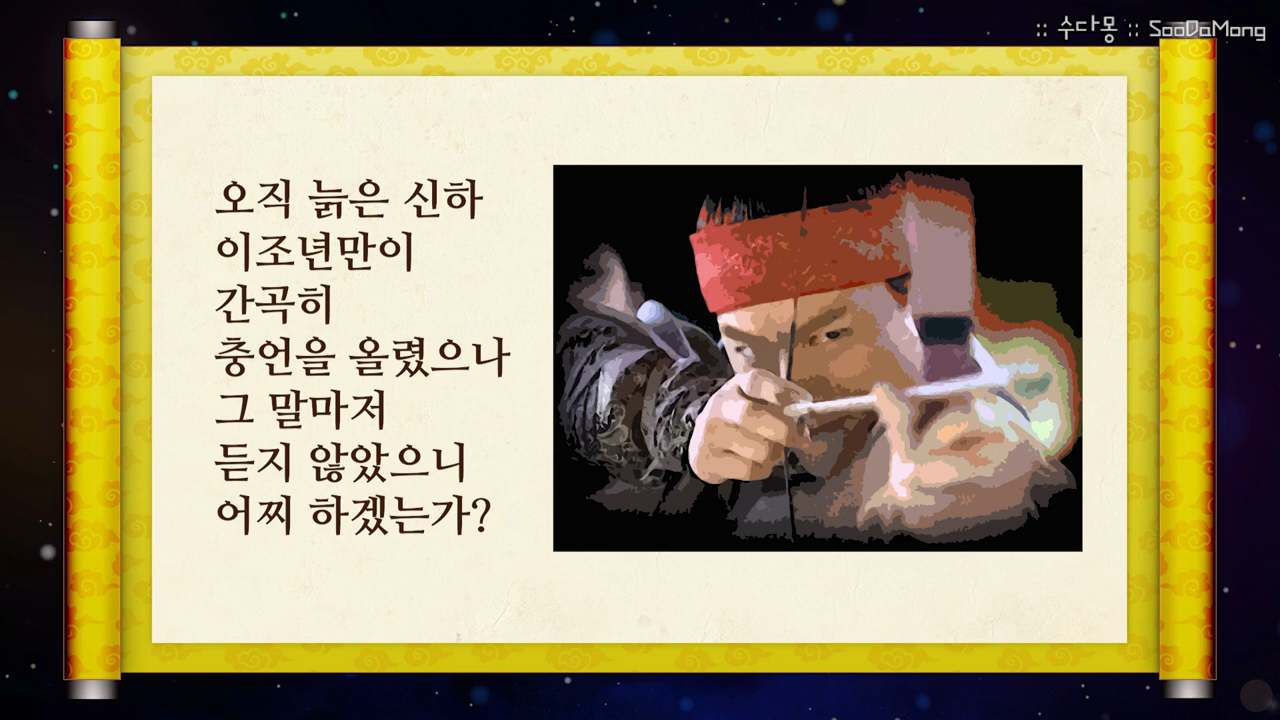 :: 수다몽 :: SooDaMong
오직 늙은 신하
이조년만이
간곡히
충언을 올렸으나
그 말마저
듣지 않았으니
어찌 하겠는가?